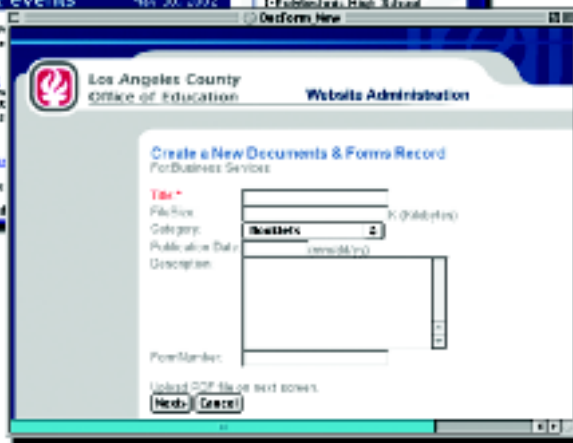 events
DocForm_New
Los Angeles County
Office of Education
Website Administration
Create a New Documents & Forms Record
For Business Services
Title *
File Size: K (Kilobytes)
Category: Booklets
Publication Date: (mm/dd/yy)
Description:
Form Number:
Upload PDF file on next screen.
Next> Cancel